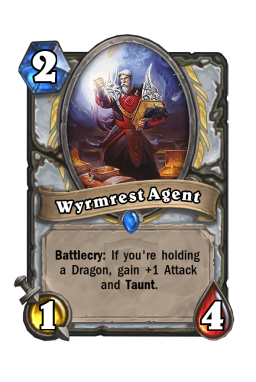 2
Wyrmrest Agent
Battlecry: If you're holding
a Dragon, gain +1 Attack
and Taunt.
1
4